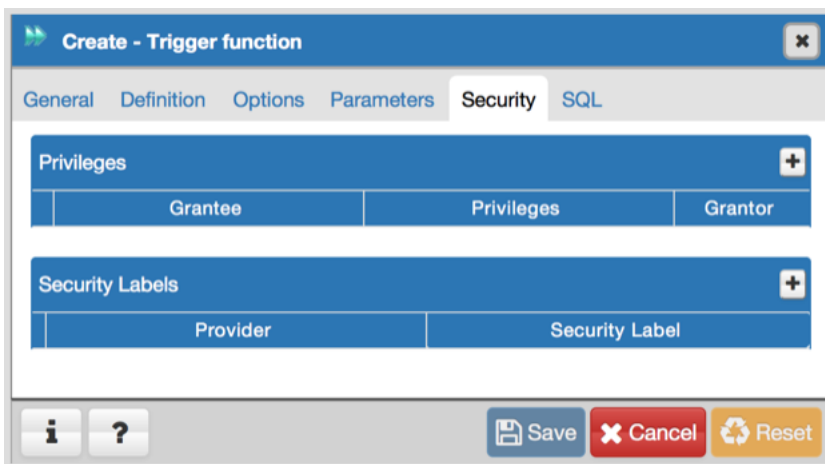 Create - Trigger function
General Definition Options Parameters Security SQL
Privileges
Grantee Privileges Grantor
Security Labels
Provider Security Label
i ? Save Cancel Reset